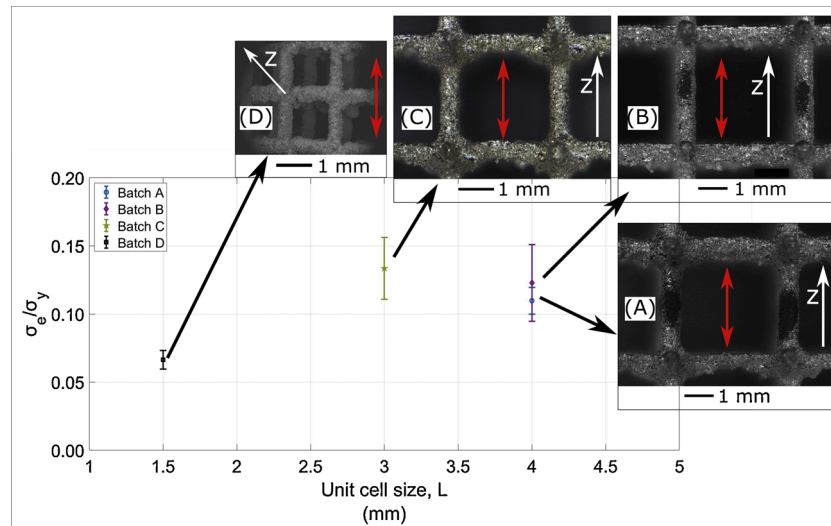 Z
(D)
1 mm
(C)
Z
1 mm
(B)
Z
1 mm
(A)
Z
1 mm
Batch A
Batch B
Batch C
Batch D
0.20
0.15
0.10
0.05
0.00
σe/σy
1 1.5 2 2.5 3 3.5 4 4.5 5
Unit cell size, L
(mm)